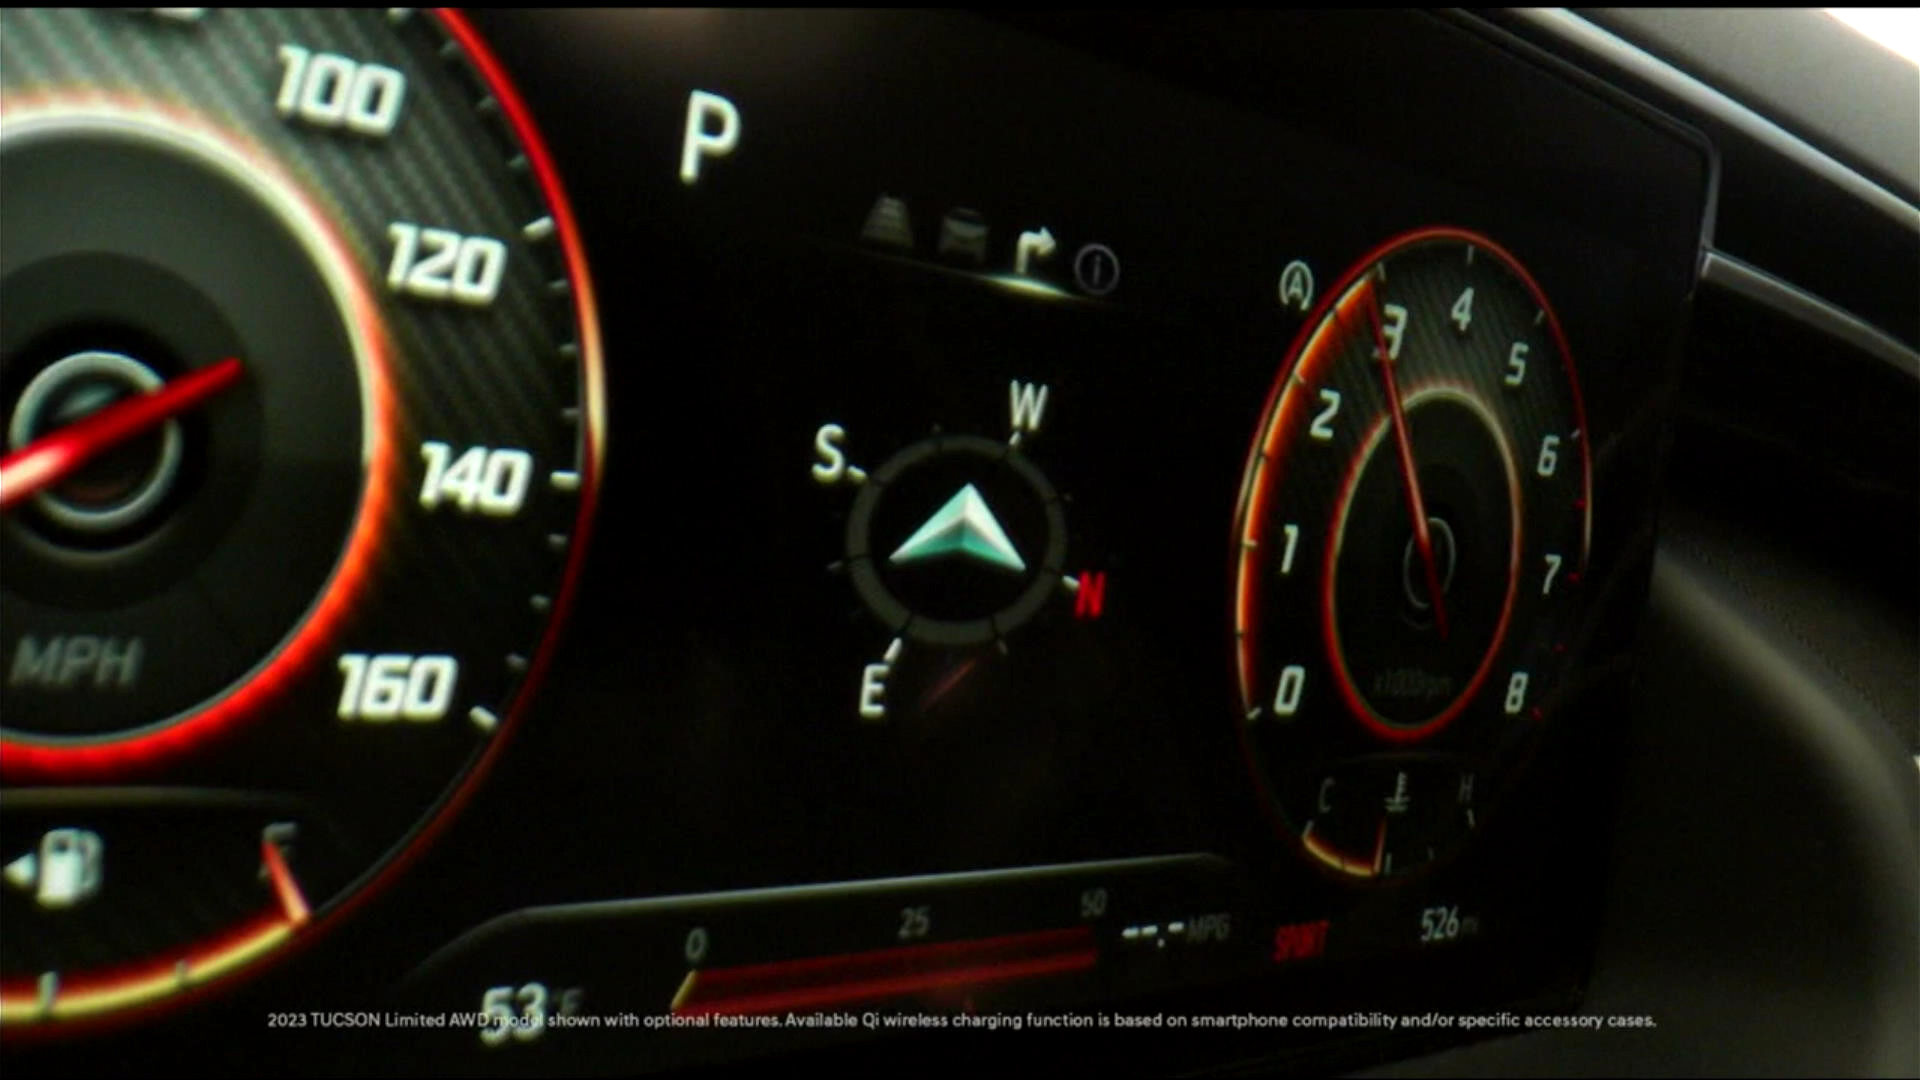 100
120
140
160
MPH
F
P
S
W
N
E
0
1
2
3
4
5
6
7
8
x1000rpm
C
H
0
25
50
--.- MPG
SPORT
526 mi
53°F
2023 TUCSON Limited AWD model shown with optional features. Available Qi wireless charging function is based on smartphone compatibility and/or specific accessory cases.